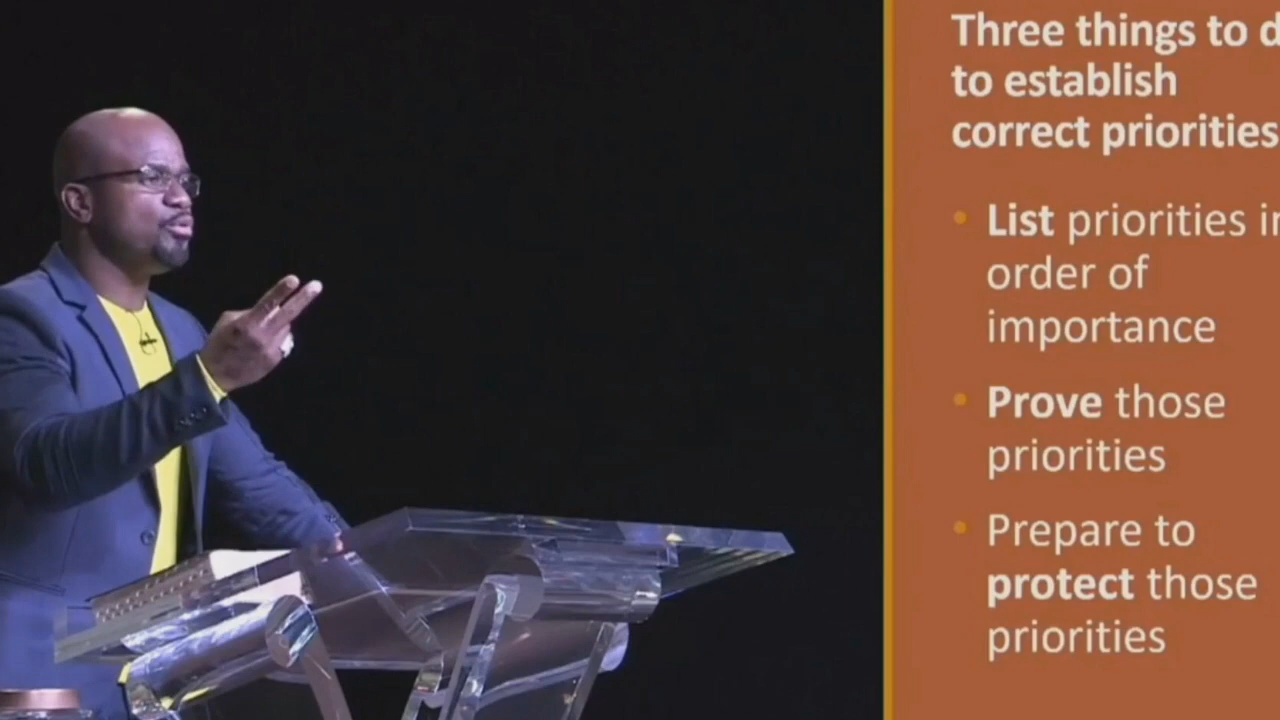 Three things to d
to establish
correct priorities
• List priorities in
order of
importance
• Prove those
priorities
• Prepare to
protect those
priorities